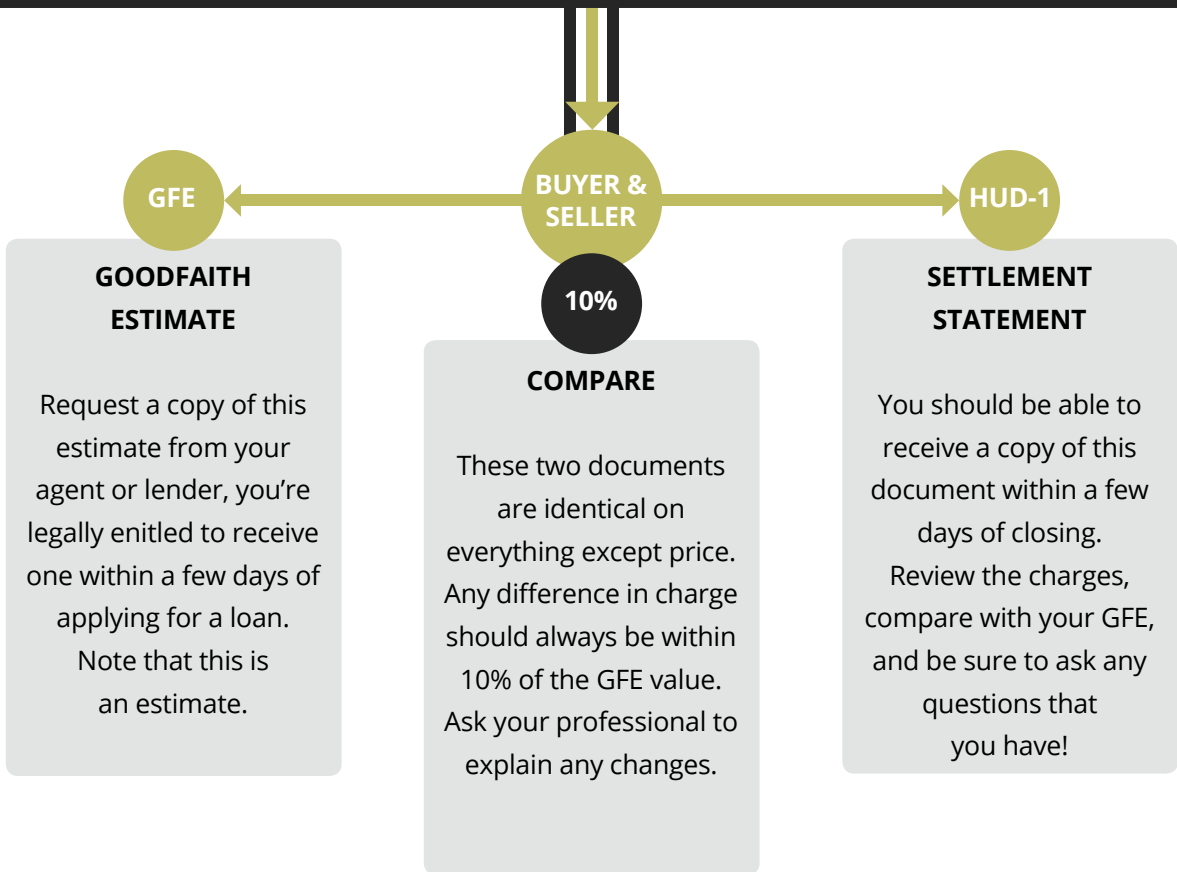 GFE
BUYER &
SELLER
HUD-1
GOODFAITH
ESTIMATE
Request a copy of this
estimate from your
agent or lender, you’re
legally enitled to receive
one within a few days of
applying for a loan.
Note that this is
an estimate.
10%
COMPARE
These two documents
are identical on
everything except price.
Any difference in charge
should always be within
10% of the GFE value.
Ask your professional to
explain any changes.
SETTLEMENT
STATEMENT
You should be able to
receive a copy of this
document within a few
days of closing.
Review the charges,
compare with your GFE,
and be sure to ask any
questions that
you have!